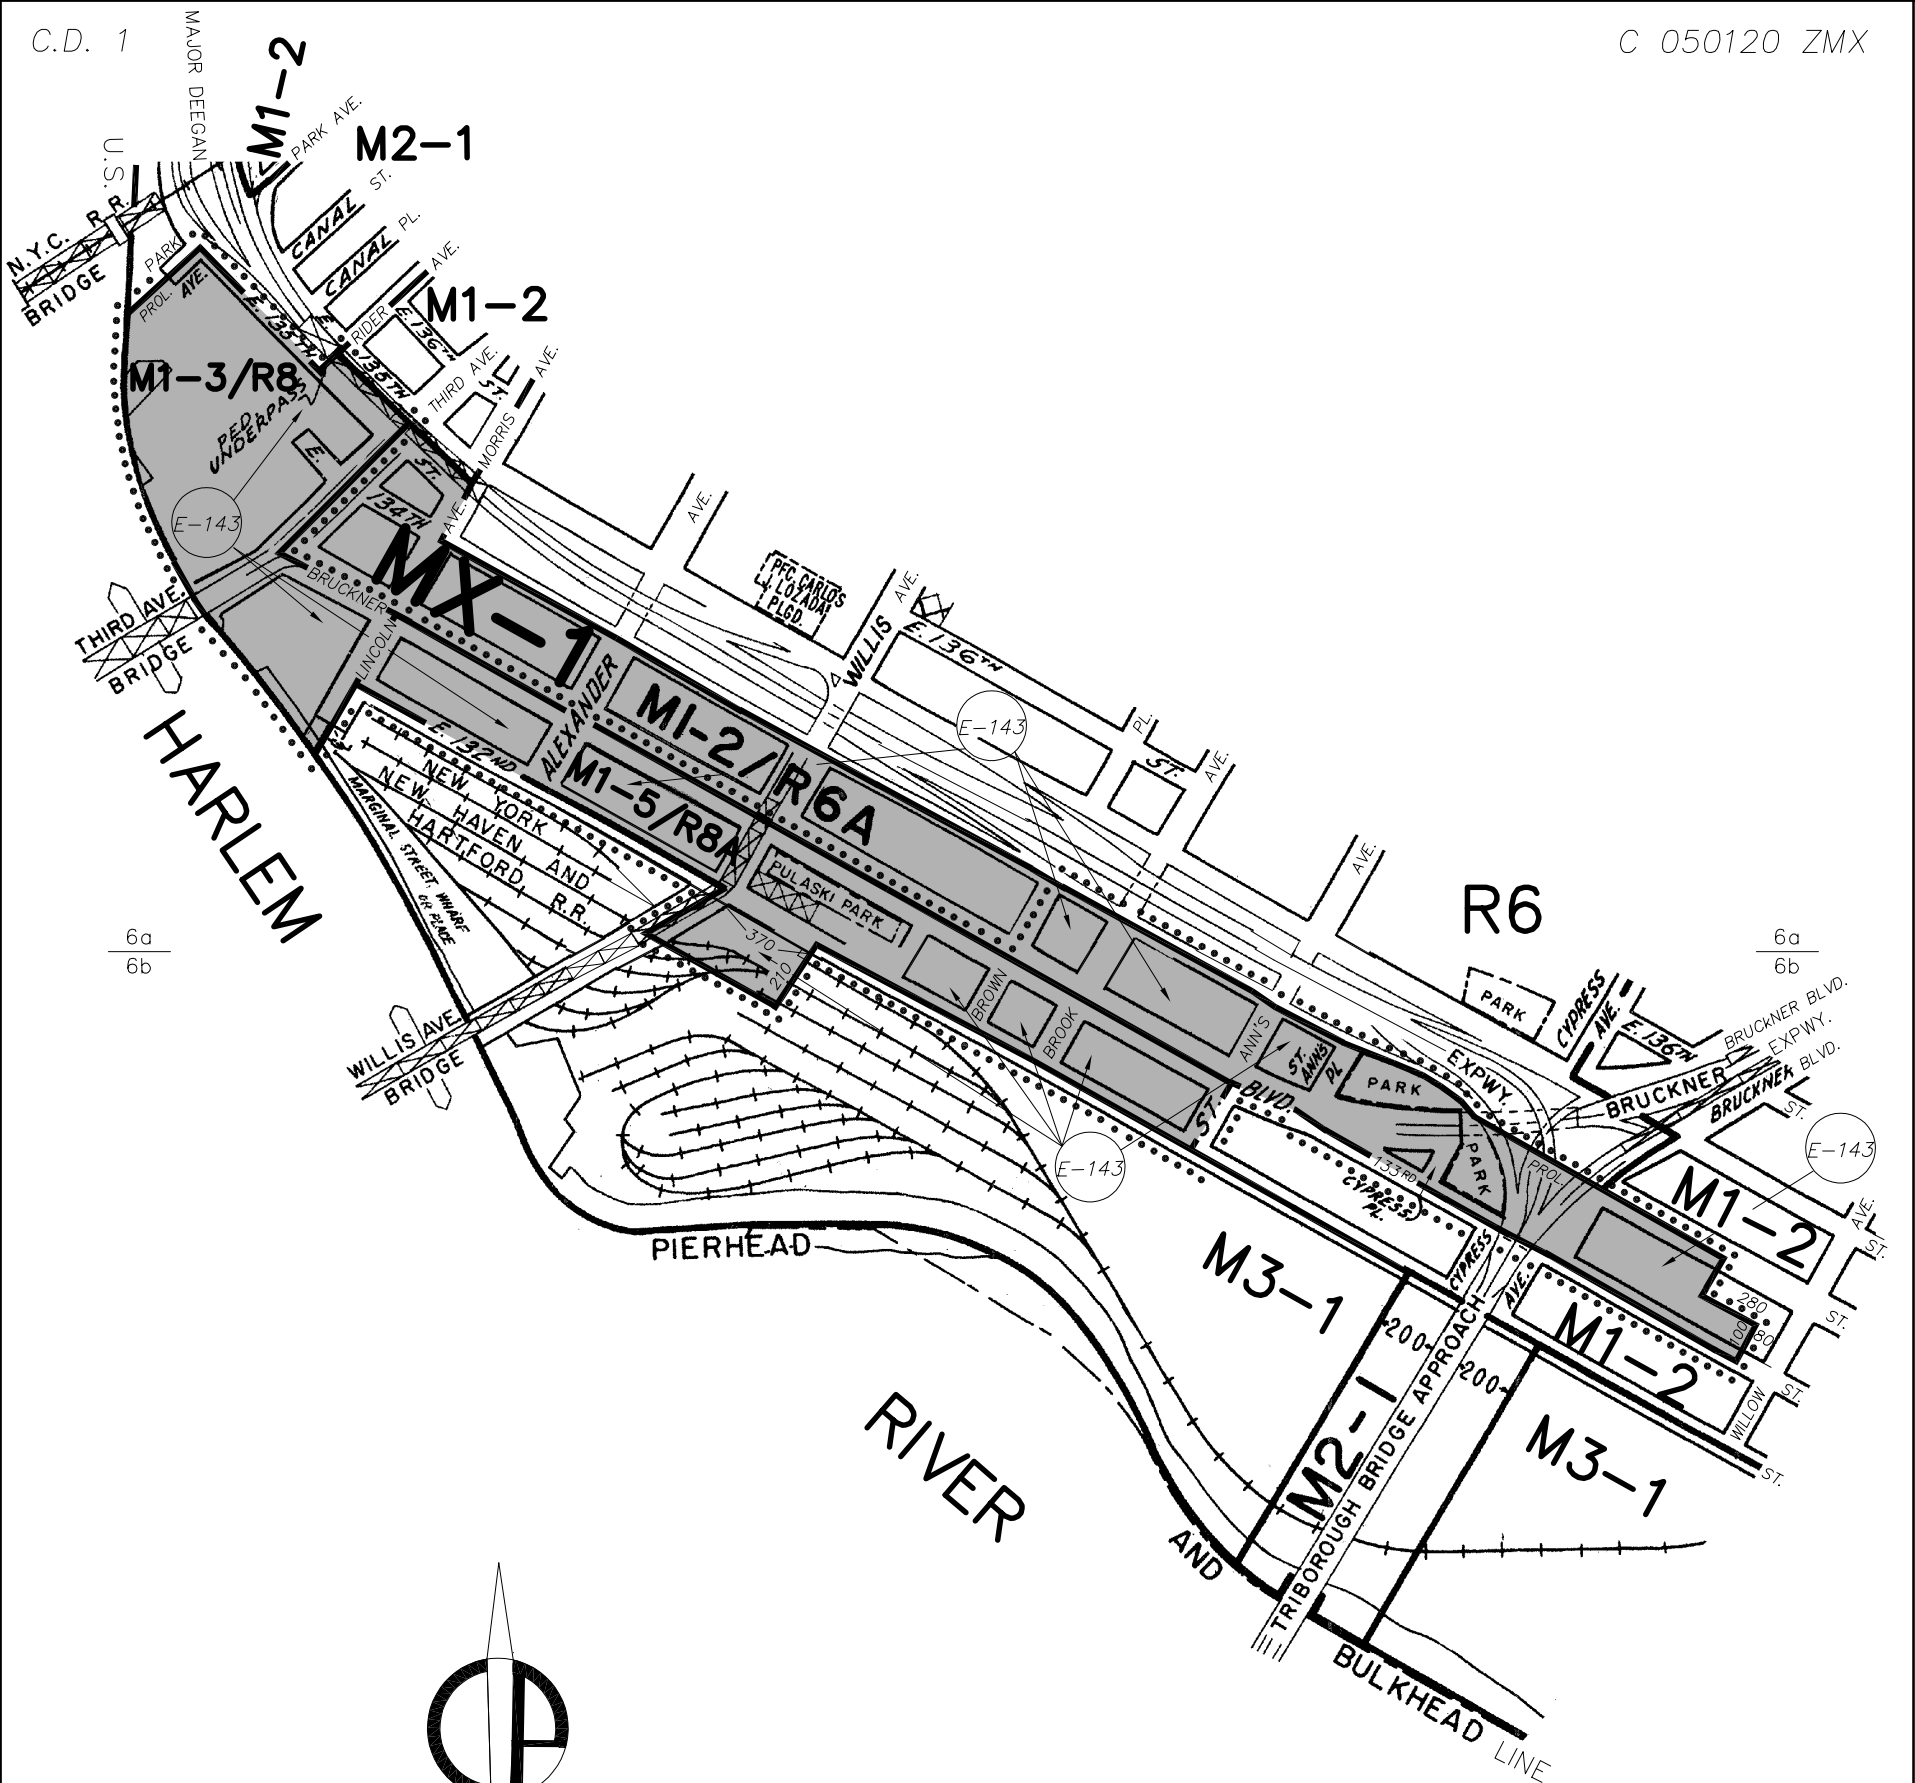 C.D. 1
C 050120 ZMX
MAJOR DEEGAN
U.S.
M1-2
PARK AVE.
M2-1
CANAL ST.
CANAL PL.
N.Y.C. R.R.
BRIDGE
PARK
AVE.
PROL.
E. 135TH
E. 135TH
RIDER AVE.
M1-2
E. 136TH
ST.
THIRD AVE.
MORRIS AVE.
M1-3/R8
PED.
UNDERPASS
E.
ST.
134TH
AVE.
E-143
MX-1
BRUCKNER
LINCOLN
THIRD AVE.
BRIDGE
AVE.
PFC. CARLOS
J. LOZADA
PLGD.
WILLIS AVE.
E. 136TH
ST.
PL.
AVE.
E-143
AVE.
ALEXANDER
M1-2/R6A
M1-5/R8A
E. 132ND
ST.
NEW YORK
NEW HAVEN AND
HARTFORD R.R.
MARGINAL STREET, WHARF
OR PLACE
HARLEM
PULASKI PARK
370
210
6a
6b
R6
6a
6b
PARK
CYPRESS
AVE.
E. 136TH
ST.
BRUCKNER BLVD.
EXPWY.
BRUCKNER BLVD.
BRUCKNER
EXPWY.
BROWN
BROOK
ANN'S
ST.
ANN'S
PL
PARK
BLVD.
ST.
WILLIS AVE.
BRIDGE
E-143
E-143
133RD
PARK
PROL.
CYPRESS
PL.
M1-2
AVE.
ST.
CYPRESS
AVE.
280
100
80
ST.
M1-2
WILLOW
ST.
ST.
PIERHEAD
M3-1
200
200
M2-1
TRIBOROUGH BRIDGE APPROACH
M3-1
RIVER
AND
BULKHEAD
LINE